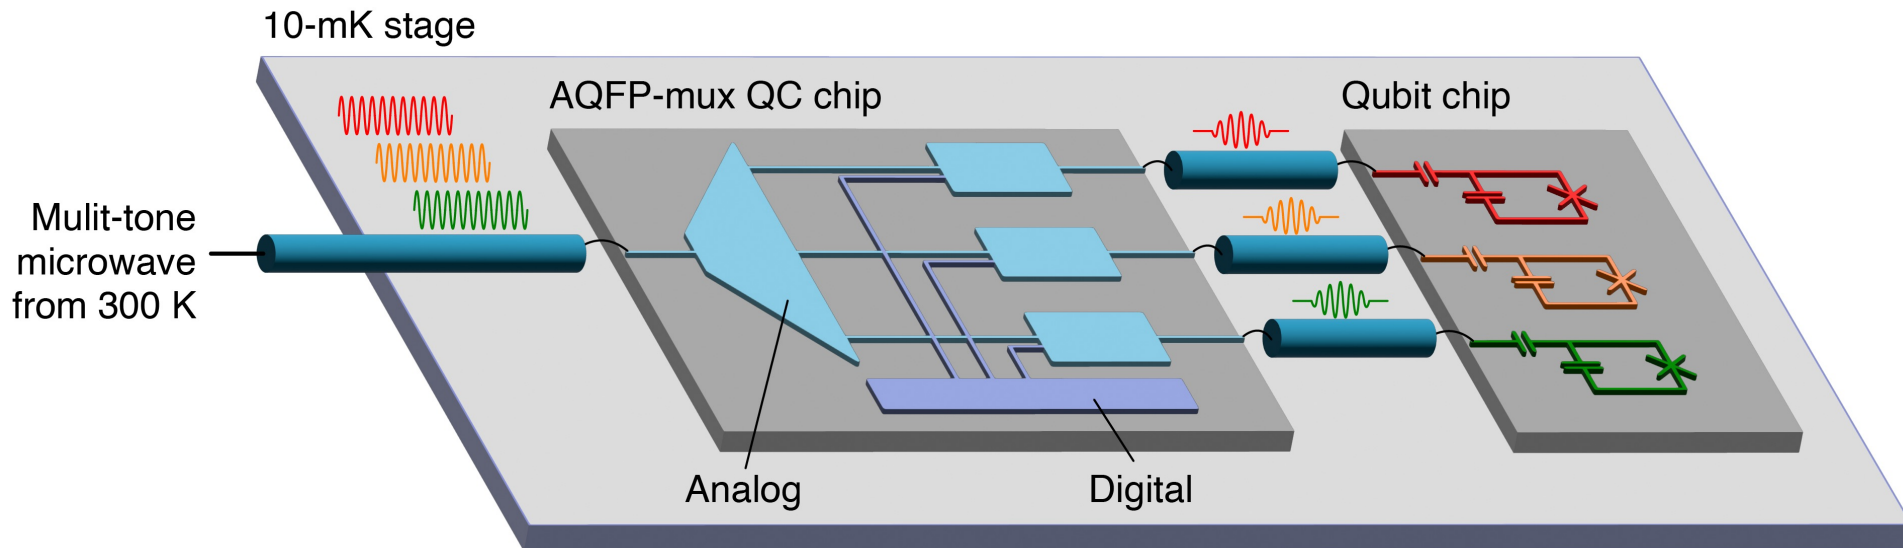 10-mK stage
AQFP-mux QC chip
Qubit chip
Mulit-tone
microwave
from 300 K
Analog
Digital